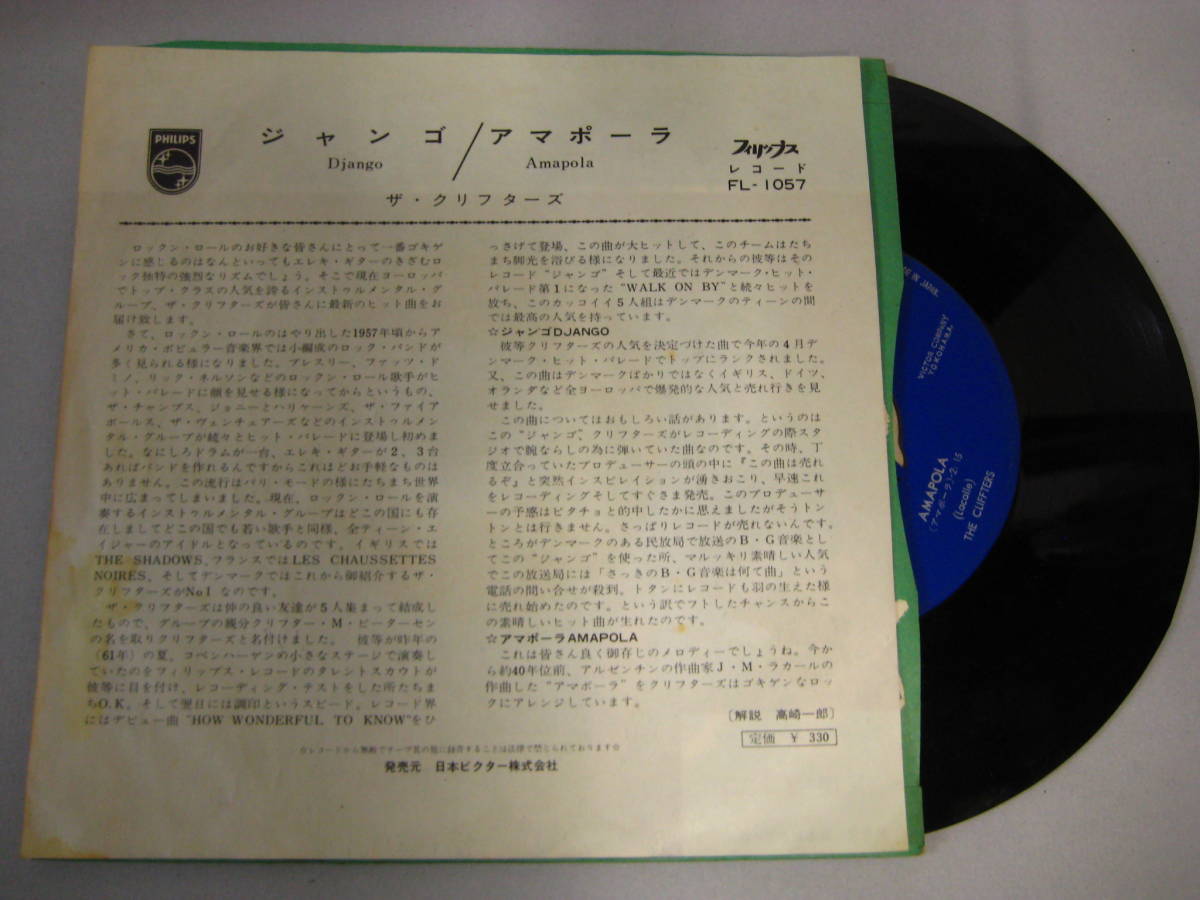 PHILIPS
ジャンゴ/アマポーラ
Django Amapola
ザ・クリフターズ
フィリップス
レコード
FL-1057
ロックン・ロールのお好きな皆さんにとって一番ゴキゲ
ンに感じるのはなんといってもエレキ・ギターのきざむロ
ック独特の強烈なリズムでしょう。そこで現在ヨーロッパ
でトップ・クラスの人気を誇るインストゥルメンタル・グ
ループ、ザ・クリフターズが皆さんに最新のヒット曲をお
届け致します。
さて、ロックン・ロールのはやり出した1957年頃からア
メリカ・ポピュラー音楽界では小編成のロック・バンドが
多く見られる様になりました。プレスリー、ファッツ・ド
ミノ、リック・ネルソンなどのロックン・ロール歌手がヒ
ット・パレードに顔を見せる様になってからというもの、
ザ・チャンプス、ジョニーとハリケーンズ、ザ・ファイア
ボールス、ザ・ヴェンチェアーズなどのインストゥルメン
タル・グループが続々とヒット・パレードに登場し初めま
した。なにしろドラムが一台、エレキ・ギターが2、3台
あればバンドを作れるんですからこれほどお手軽なものは
ありません。この流行はパリ・モードの様にたちまち世界
中に広まってしまいました。現在、ロックン・ロールを演
奏するインストゥルメンタル・グループはどこの国にも存
在しましてどこの国でも若い歌手と同様、全ティーン・エ
イジャーのアイドルとなっているのです。イギリスでは
THE SHADOWS、フランスではLES CHAUSSETTES
NOIRES、そしてデンマークではこれから御紹介するザ・
クリフターズがNo1なのです。
ザ・クリフターズは仲の良い友達が5人集まって結成し
たもので、グループの親分クリフター・M・ピーターセン
の名を取りクリフターズと名付けました。 彼等が昨年の
(61年)の夏、コペンハーゲンの小さなステージで演奏し
ていたのをフィリップス・レコードのタレントスカウトが
彼等に目を付け、レコーディング・テストをした所たちま
ちO.K. そして翌日には調印というスピード。レコード界
にはデビュー曲 "HOW WONDERFUL TO KNOW"をひ
っさげて登場、この曲が大ヒットして、このチームはたち
まち脚光を浴びる様になりました。それからの彼等はその
レコード "ジャンゴ" そして最近ではデンマーク・ヒット・
パレード第1になった "WALK ON BY" と続々ヒットを
放ち、このカッコイイ5人組はデンマークのティーンの間
では最高の人気を持っています。
☆ジャンゴDJANGO
彼等クリフターズの人気を決定づけた曲で今年の4月デ
ンマーク・ヒット・パレードでトップにランクされました。
又、この曲はデンマークばかりではなくイギリス、ドイツ、
オランダなど全ヨーロッパで爆発的な人気と売れ行きを見
せました。
この曲についてはおもしろい話があります。というのは
この "ジャンゴ、クリフターズがレコーディングの際スタ
ジオで腕ならしの為に弾いていた曲なのです。その時、丁
度立合っていたプロデューサーの頭の中に『この曲は売れ
るぞ』と突然インスピレイションが湧きおこり、早速これ
をレコーディングそしてすぐさま発売。このプロデューサ
ーの予感はピタチョと的中したかに思えましたがそうトン
トンとは行きません。さっぱりレコードが売れないんです。
ところがデンマークのある民放局で放送のB・G音楽とし
てこの "ジャンゴ" を使った所、マルッキリ素晴しい人気
でこの放送局には「さっきのB・G音楽は何て曲」という
電話の問い合せが殺到。トタンにレコードも羽の生えた様
に売れ始めたのです。という訳でフトしたチャンスからこ
の素晴しいヒット曲が生れたのです。
☆アマポーラAMAPOLA
これは皆さん良く御存じのメロディーでしょうね。今か
ら約40年位前、アルゼンチンの作曲家J・M・ラカールの
作曲した "アマポーラ" をクリフターズはゴキゲンなロッ
クにアレンジしています。
〔解説 高崎一郎〕
定価 ¥ 330
☆レコードから無断でテープ其の他に録音することは法律で禁じられております☆
発売元 日本ビクター株式会社
IN JAPAN.
VICTOR COMPANY
YOKOHAMA.
AMAPOLA
(アマポーラ)-2:15
(Lacalle)
THE CLIFFTERS